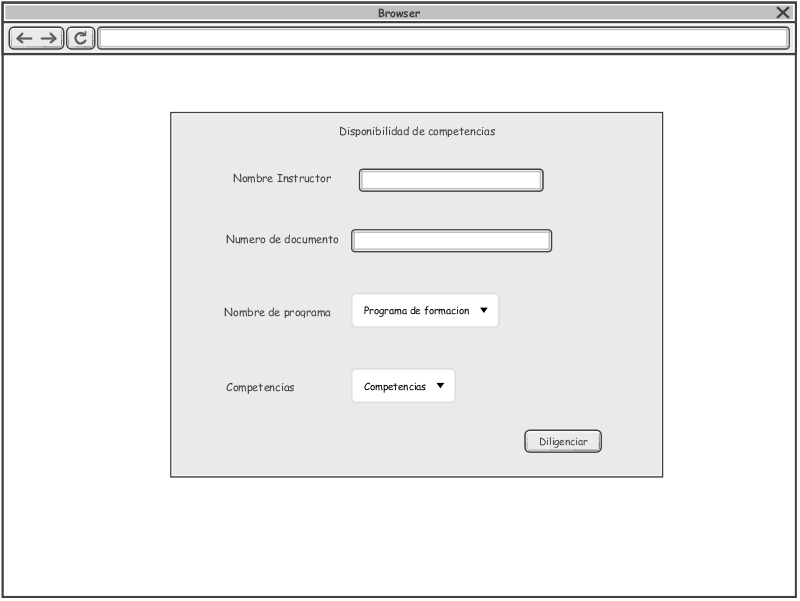 Browser
Disponibilidad de competencias
Nombre Instructor
Numero de documento
Nombre de programa
Programa de formacion
Competencias
Competencias
Diligenciar